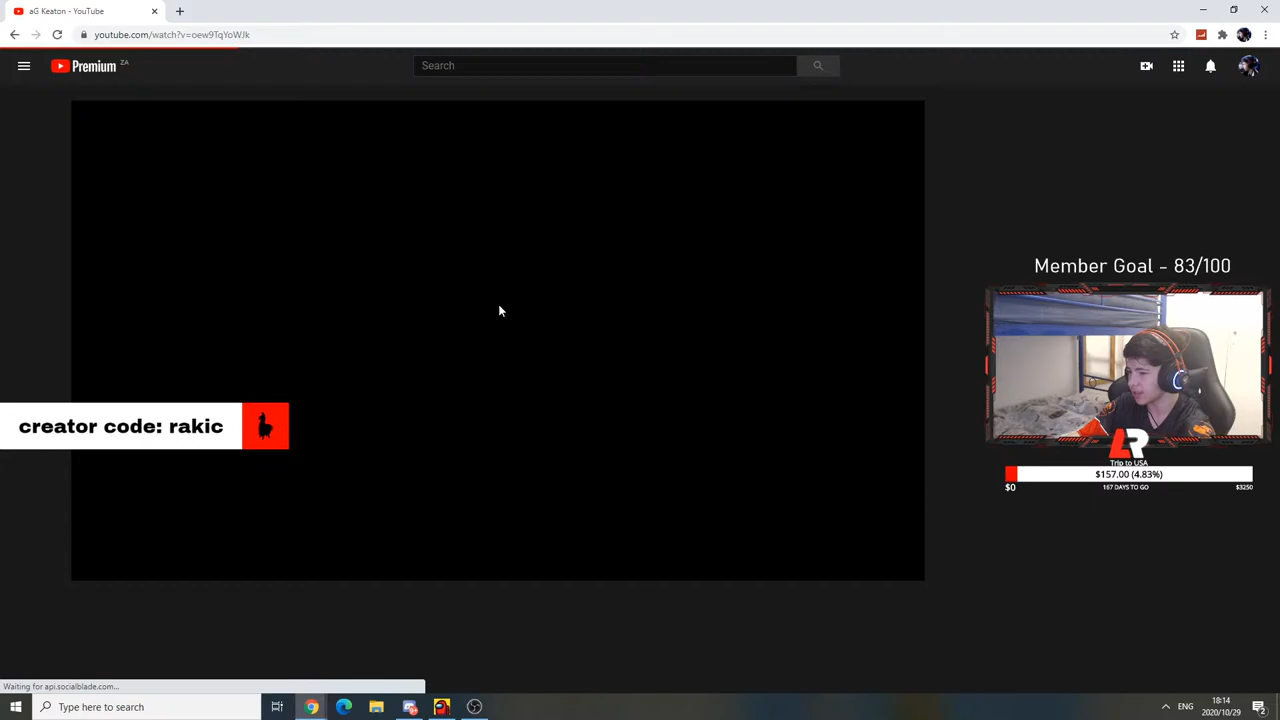 aG Keaton - YouTube
youtube.com/watch?v=oew9TqYoWJk
Premium ZA
Search
Member Goal - 83/100
creator code: rakic
LR
Trip to USA
$157.00 (4.83%)
$0 167 DAYS TO GO $3250
Waiting for api.socialblade.com...
Type here to search
ENG
18:14
2020/10/29
2